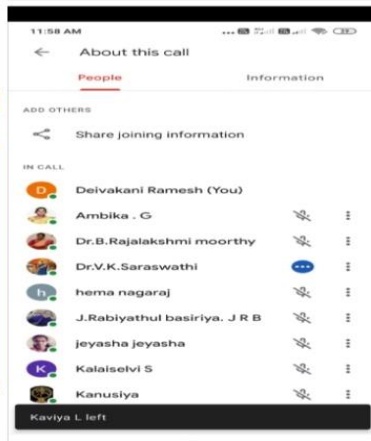 11:58 AM
About this call
People Information
ADD OTHERS
Share joining information
IN CALL
D Deivakani Ramesh (You)
Ambika . G
Dr.B.Rajalakshmi moorthy
Dr.V.K.Saraswathi
h hema nagaraj
J.Rabiyathul basiriya. J R B
jeyasha jeyasha
K Kalaiselvi S
Kanusiya
Kaviya L left